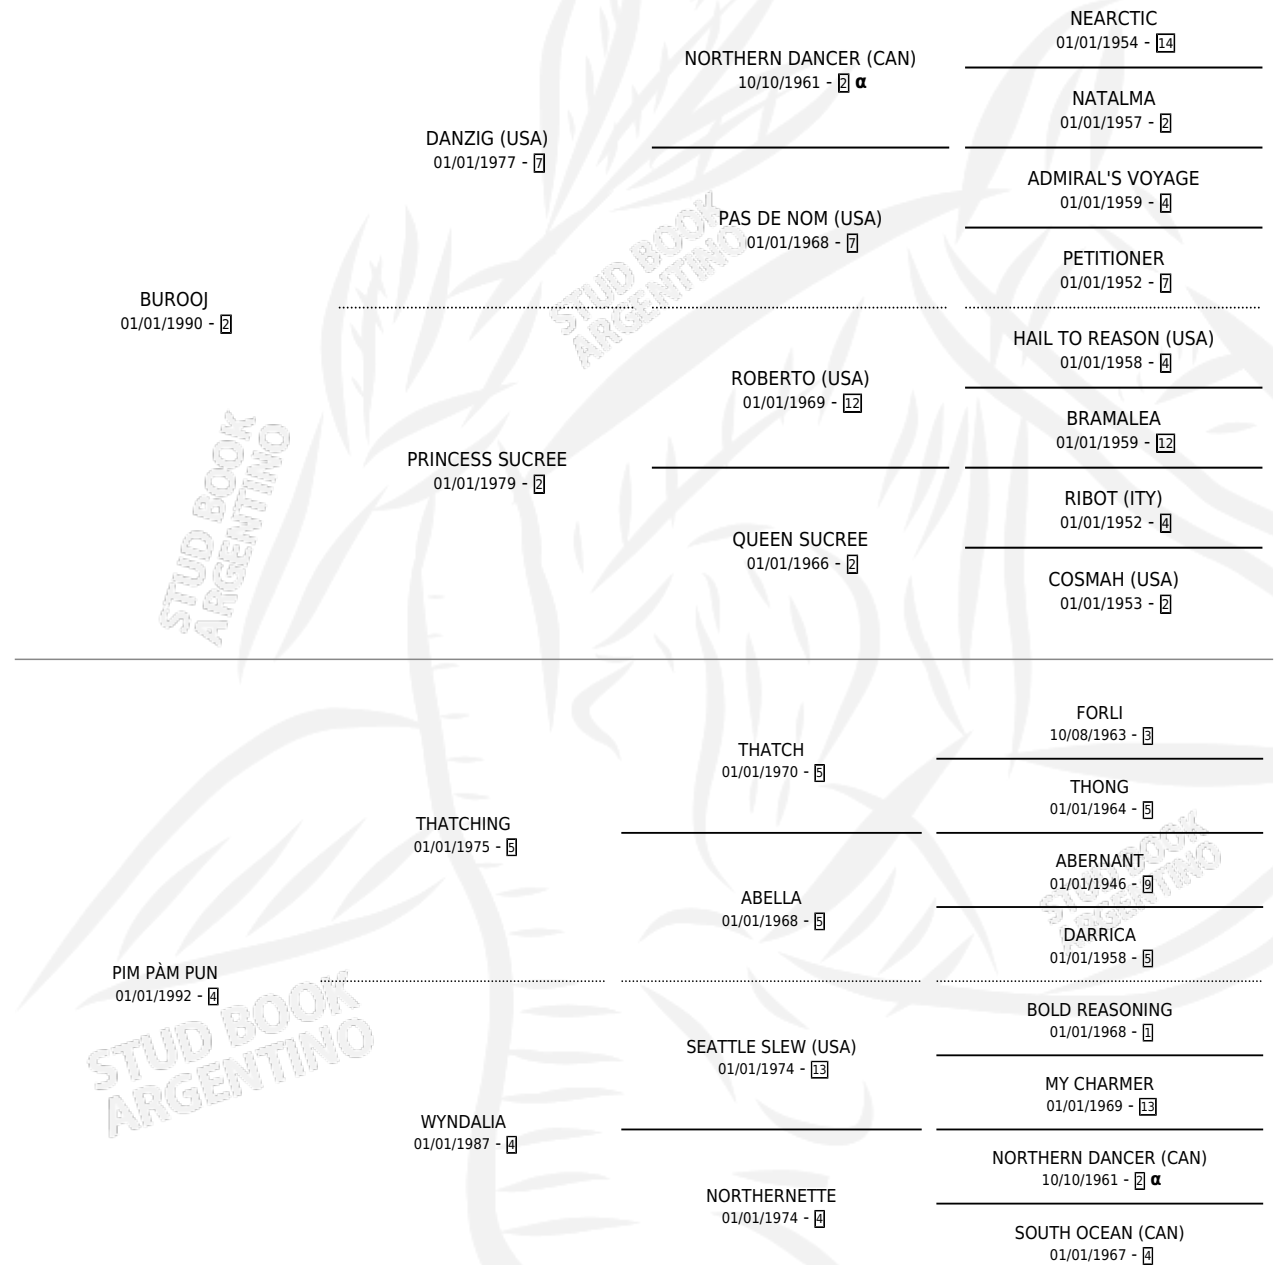 NEARCTIC
01/01/1954 - 14
NORTHERN DANCER (CAN)
10/10/1961 - 2 α
NATALMA
01/01/1957 - 2
DANZIG (USA)
01/01/1977 - 7
ADMIRAL'S VOYAGE
01/01/1959 - 4
PAS DE NOM (USA)
01/01/1968 - 7
PETITIONER
01/01/1952 - 7
BUROOJ
01/01/1990 - 2
HAIL TO REASON (USA)
01/01/1958 - 4
ROBERTO (USA)
01/01/1969 - 12
BRAMALEA
01/01/1959 - 12
PRINCESS SUCREE
01/01/1979 - 2
RIBOT (ITY)
01/01/1952 - 4
QUEEN SUCREE
01/01/1966 - 2
COSMAH (USA)
01/01/1953 - 2
FORLI
10/08/1963 - 3
THATCH
01/01/1970 - 5
THONG
01/01/1964 - 5
THATCHING
01/01/1975 - 5
ABERNANT
01/01/1946 - 9
ABELLA
01/01/1968 - 5
DARRICA
01/01/1958 - 5
PIM PÀM PUN
01/01/1992 - 4
BOLD REASONING
01/01/1968 - 1
SEATTLE SLEW (USA)
01/01/1974 - 13
MY CHARMER
01/01/1969 - 13
WYNDALIA
01/01/1987 - 4
NORTHERN DANCER (CAN)
10/10/1961 - 2 α
NORTHERNETTE
01/01/1974 - 4
SOUTH OCEAN (CAN)
01/01/1967 - 4
STUD BOOK
ARGENTINO
STUD BOOK
ARGENTINO
STUD BOOK
ARGENTINO
STUD BOOK
ARGENTINO